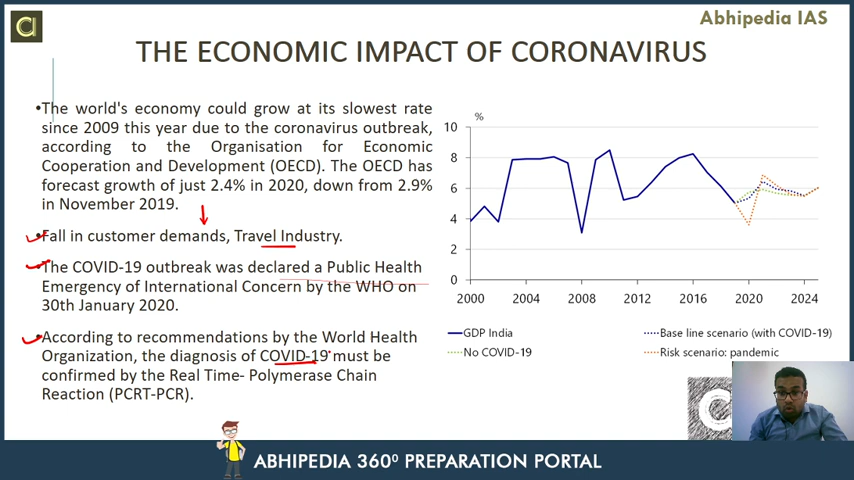 Abhipedia IAS
THE ECONOMIC IMPACT OF CORONAVIRUS
•The world's economy could grow at its slowest rate
since 2009 this year due to the coronavirus outbreak,
according to the Organisation for Economic
Cooperation and Development (OECD). The OECD has
forecast growth of just 2.4% in 2020, down from 2.9%
in November 2019.
•Fall in customer demands, Travel Industry.
•The COVID-19 outbreak was declared a Public Health
Emergency of International Concern by the WHO on
30th January 2020.
•According to recommendations by the World Health
Organization, the diagnosis of COVID-19 must be
confirmed by the Real Time- Polymerase Chain
Reaction (PCRT-PCR).
%
10
8
6
4
2
0
2000 2004 2008 2012 2016 2020 2024
GDP India
Base line scenario (with COVID-19)
No COVID-19
Risk scenario: pandemic
ABHIPEDIA 360⁰ PREPARATION PORTAL